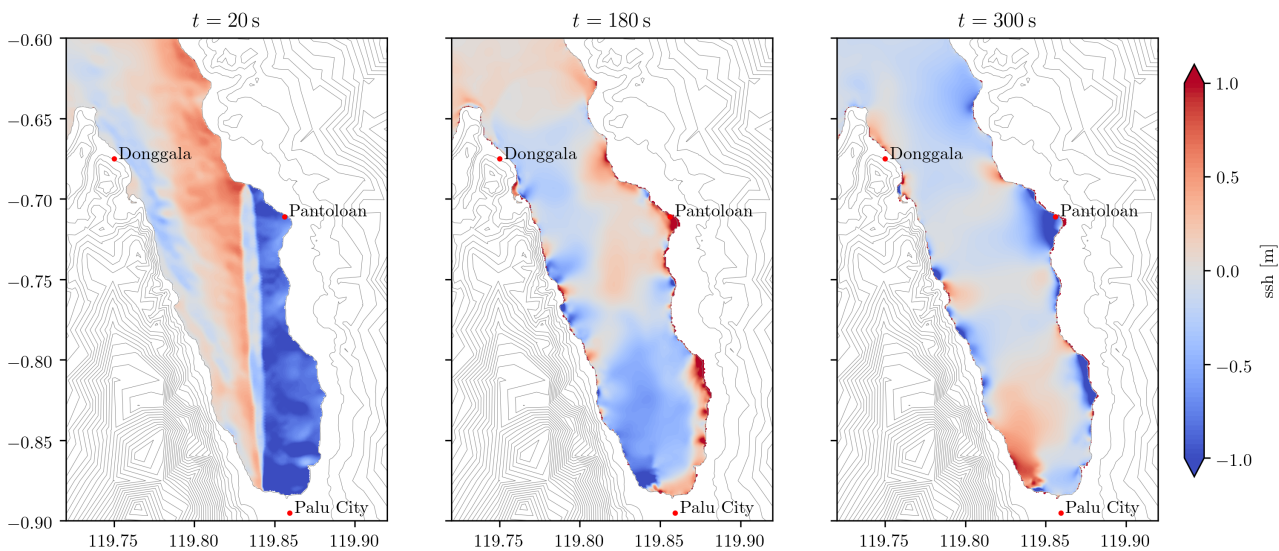 t = 20 s
t = 180 s
t = 300 s
−0.60
−0.65
−0.70
−0.75
−0.80
−0.85
−0.90
Donggala
Pantoloan
Palu City
119.75 119.80 119.85 119.90
Donggala
Pantoloan
Palu City
119.75 119.80 119.85 119.90
Donggala
Pantoloan
Palu City
119.75 119.80 119.85 119.90
1.0
0.5
0.0
−0.5
−1.0
ssh [m]